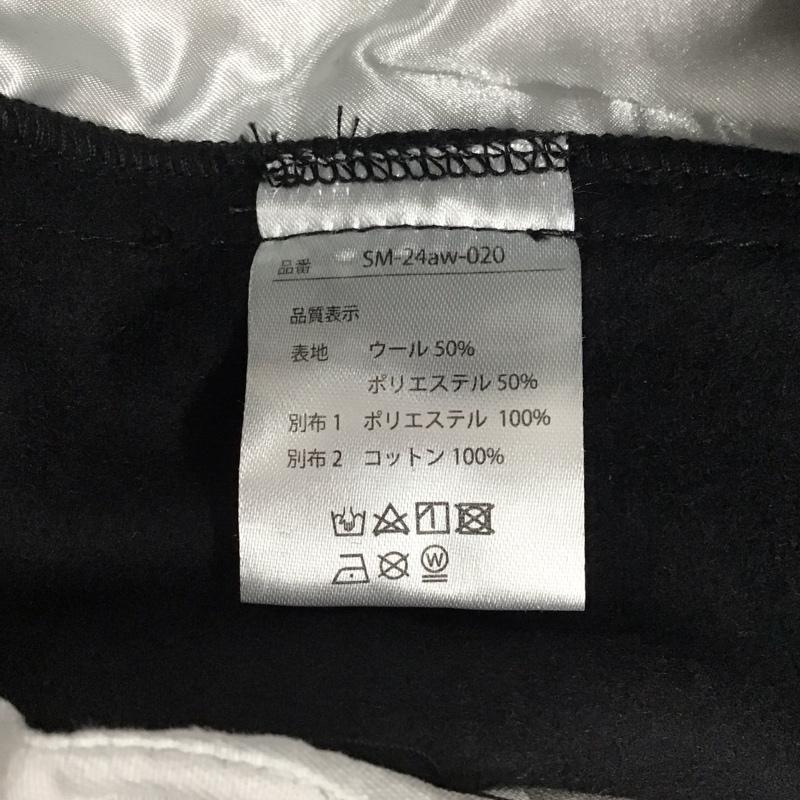 品番 SM-24aw-020
品質表示
表地 ウール 50%
ポリエステル 50%
別布 1 ポリエステル 100%
別布 2 コットン 100%
W